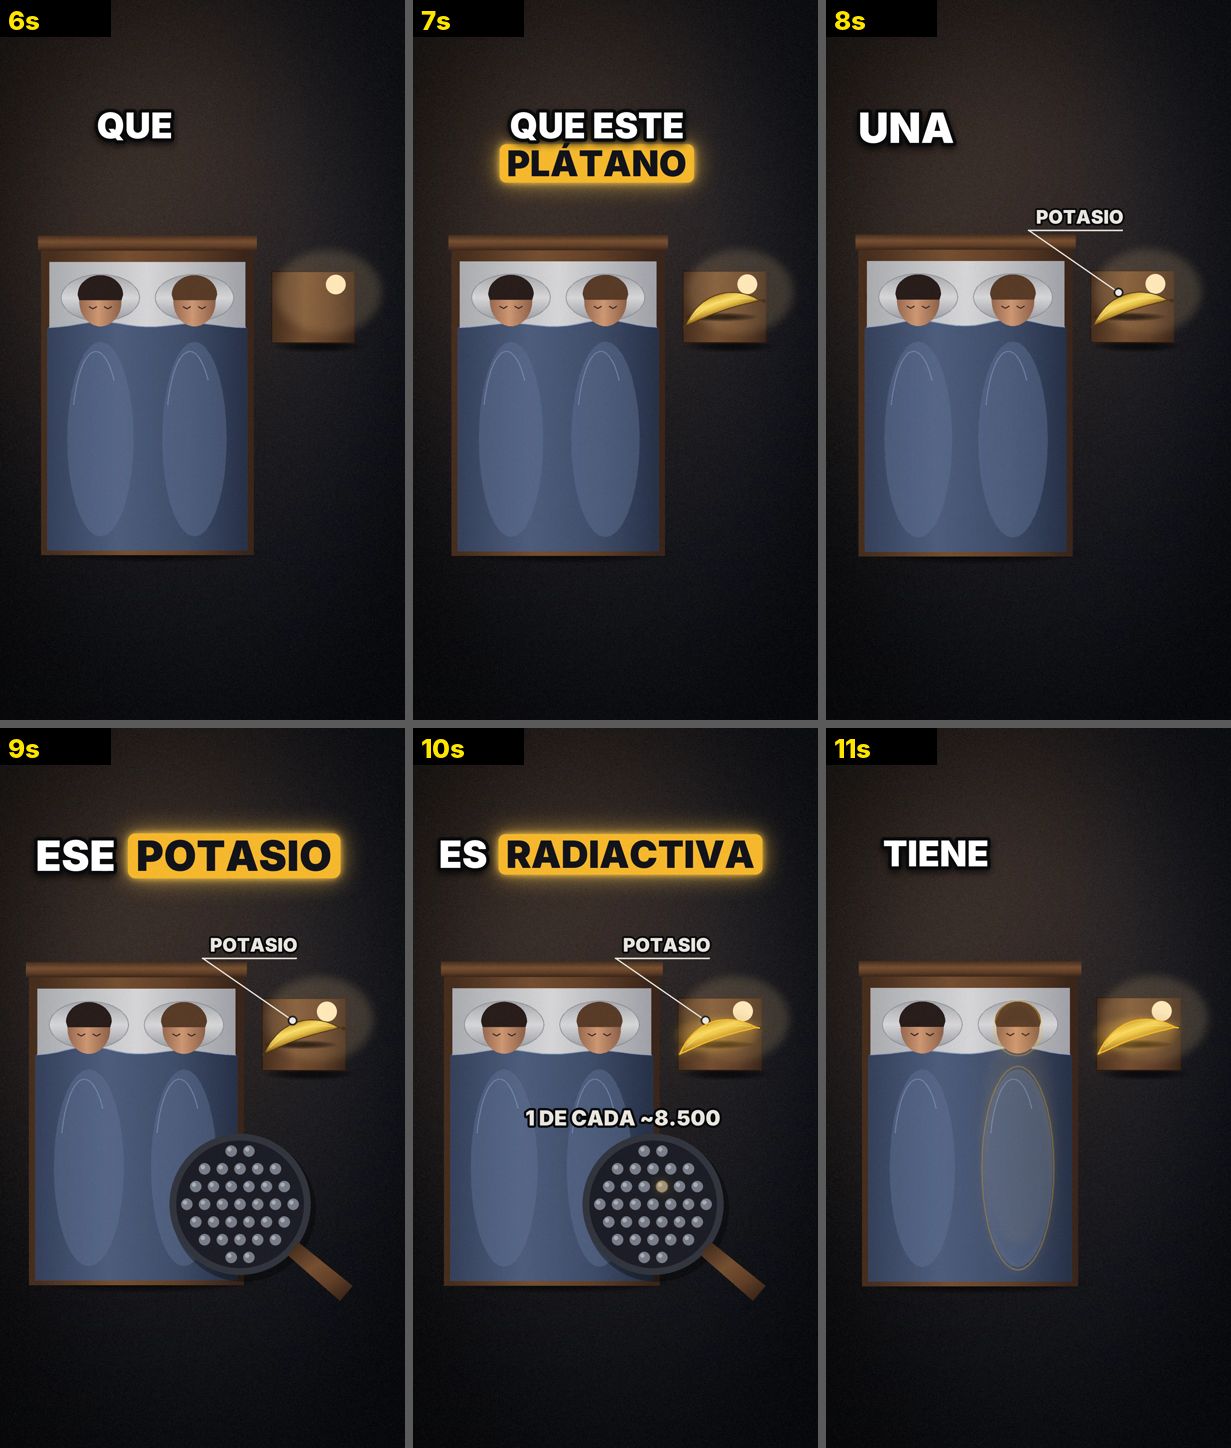 6s
QUE
7s
QUE ESTE
PLÁTANO
8s
UNA
POTASIO
9s
ESE POTASIO
POTASIO
10s
ES RADIACTIVA
POTASIO
1 DE CADA ~8.500
11s
TIENE